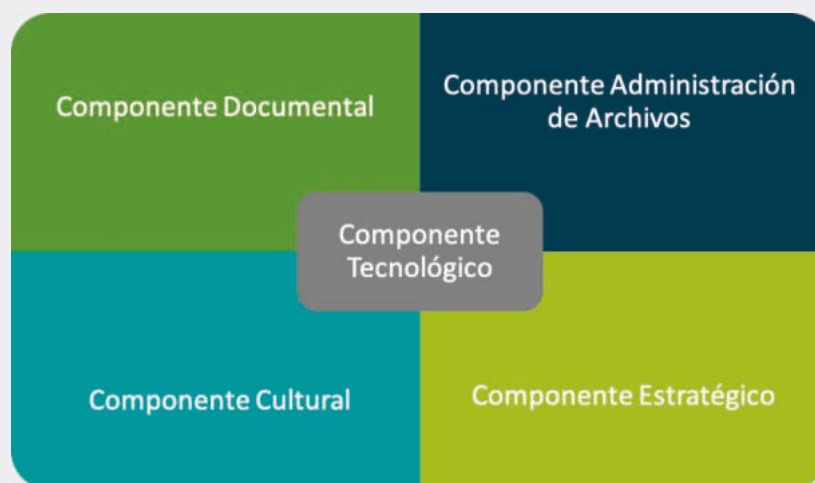 Componente Documental
Componente Administración
de Archivos
Componente
Tecnológico
Componente Cultural
Componente Estratégico